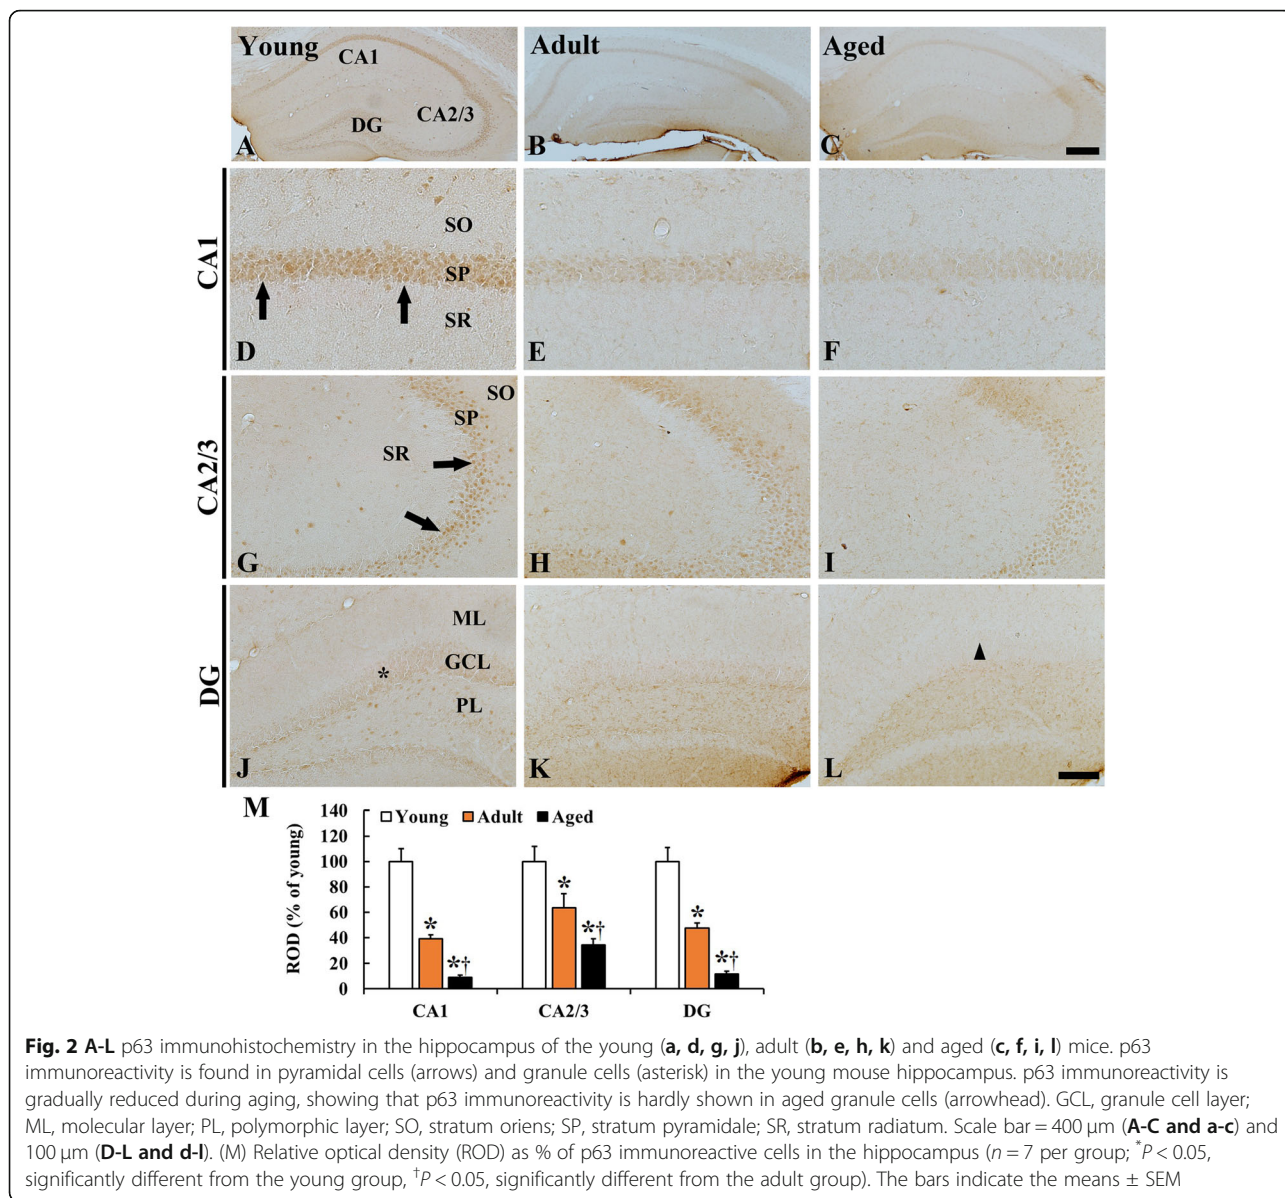 Young
Adult
Aged
CA1
CA2/3
DG
A
B
C
CA1
SO
SP
SR
D
E
F
CA2/3
SO
SP
SR
G
H
I
DG
ML
*
GCL
PL
J
K
L
M
140
120
100
80
60
40
20
0
ROD (% of young)
Young Adult Aged
* *†
* *†
* *†
CA1 CA2/3 DG
Fig. 2 A-L p63 immunohistochemistry in the hippocampus of the young (a, d, g, j), adult (b, e, h, k) and aged (c, f, i, l) mice. p63
immunoreactivity is found in pyramidal cells (arrows) and granule cells (asterisk) in the young mouse hippocampus. p63 immunoreactivity is
gradually reduced during aging, showing that p63 immunoreactivity is hardly shown in aged granule cells (arrowhead). GCL, granule cell layer;
ML, molecular layer; PL, polymorphic layer; SO, stratum oriens; SP, stratum pyramidale; SR, stratum radiatum. Scale bar = 400 μm (A-C and a-c) and
100 μm (D-L and d-l). (M) Relative optical density (ROD) as % of p63 immunoreactive cells in the hippocampus (n = 7 per group; *P < 0.05,
significantly different from the young group, †P < 0.05, significantly different from the adult group). The bars indicate the means ± SEM